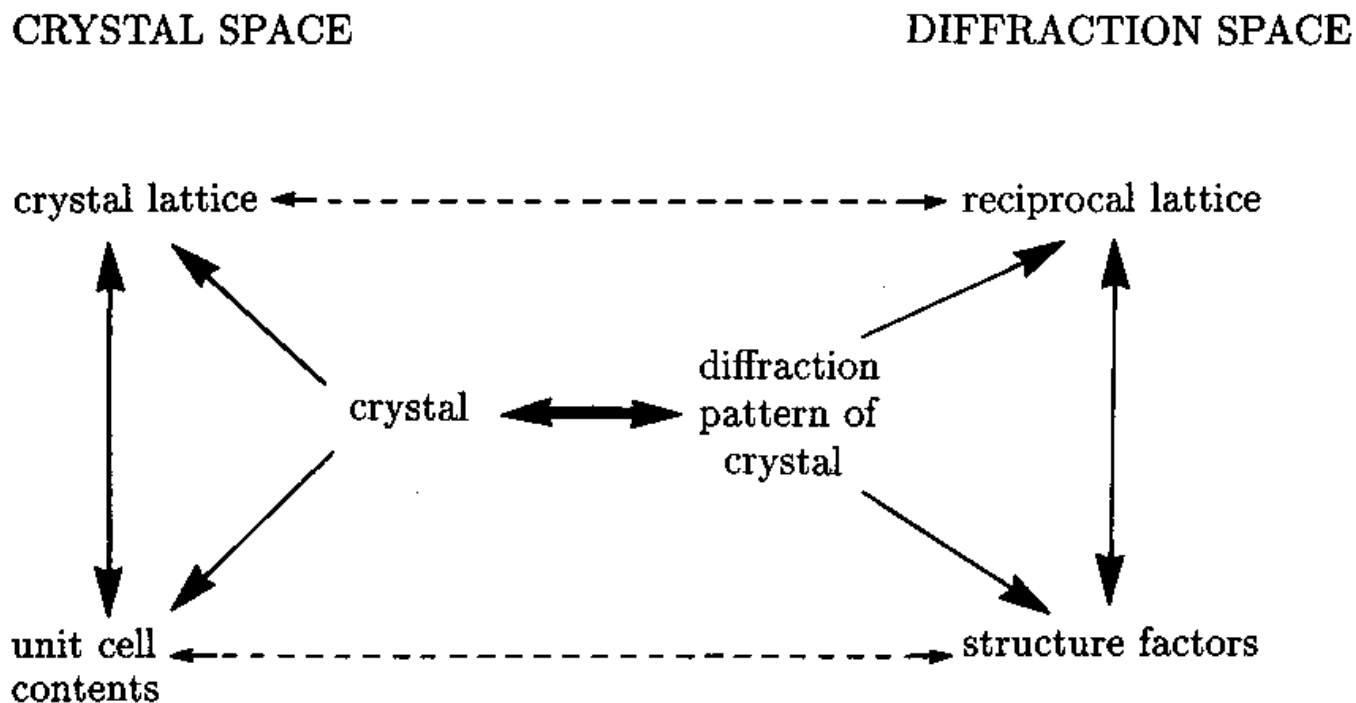 CRYSTAL SPACE
DIFFRACTION SPACE
crystal lattice
reciprocal lattice
crystal
diffraction
pattern of
crystal
unit cell
contents
structure factors